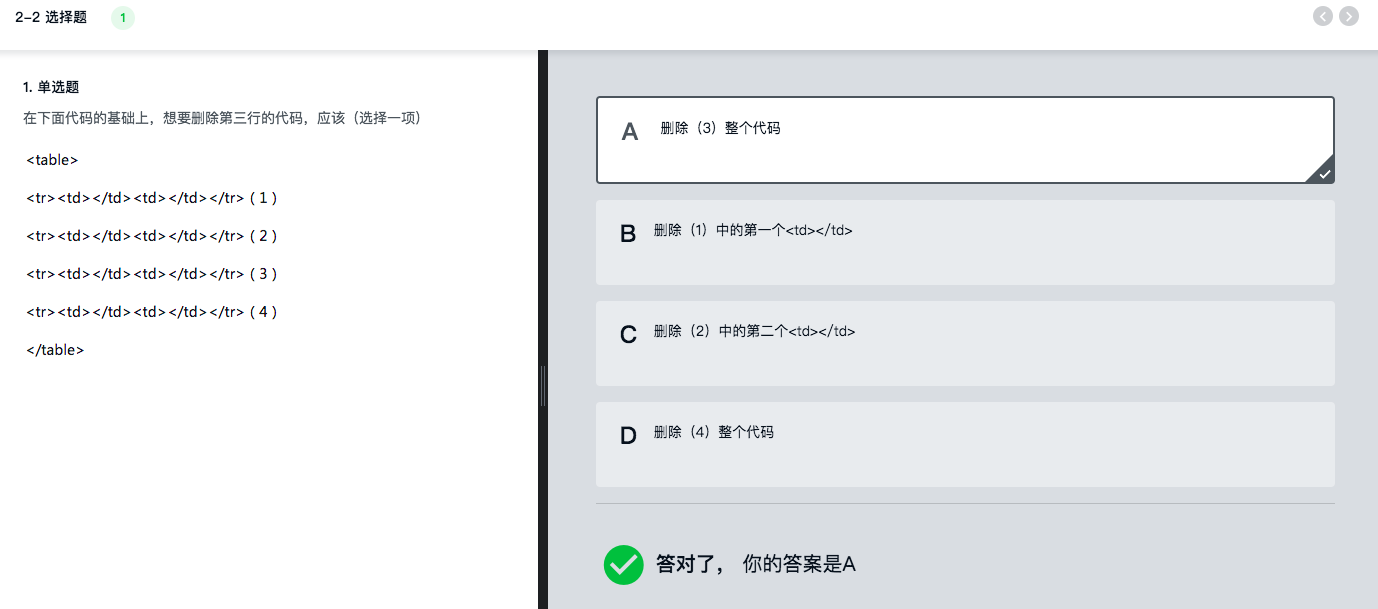 2-2 选择题 1
1. 单选题
在下面代码的基础上，想要删除第三行的代码，应该（选择一项）
<table>
<tr><td></td><td></td></tr> ( 1 )
<tr><td></td><td></td></tr> ( 2 )
<tr><td></td><td></td></tr> ( 3 )
<tr><td></td><td></td></tr> ( 4 )
</table>
A 删除（3）整个代码
B 删除（1）中的第一个<td></td>
C 删除（2）中的第二个<td></td>
D 删除（4）整个代码
答对了， 你的答案是A